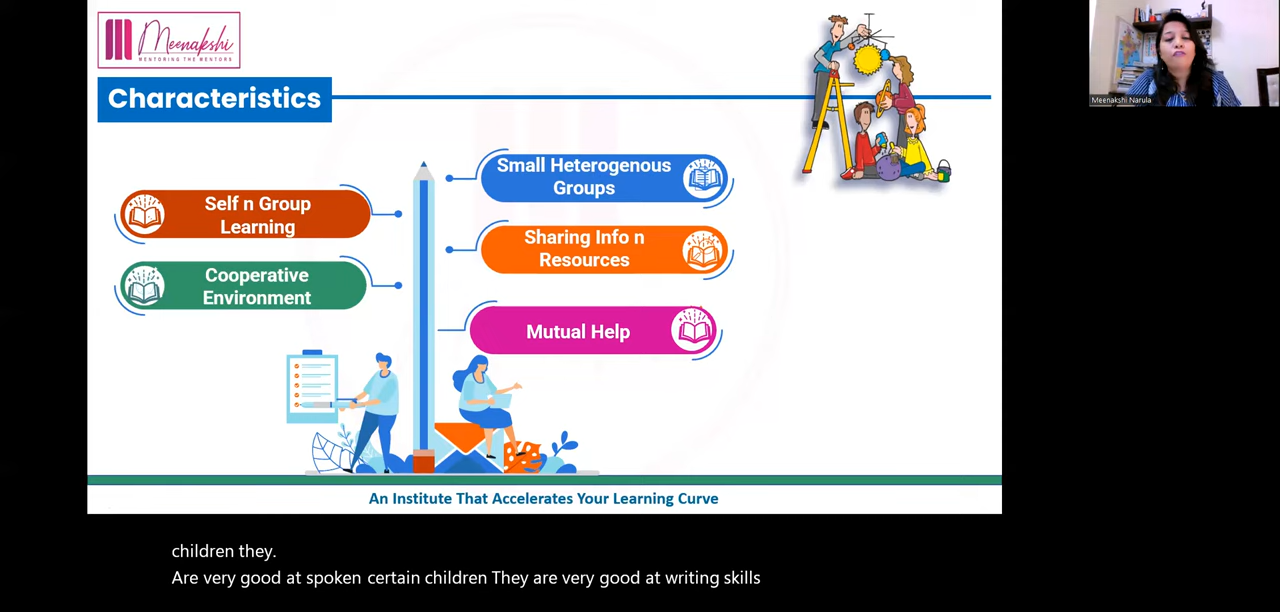 Meenakshi
MENTORING THE MENTORS
Characteristics
Meenakshi Narula
Small Heterogenous
Groups
Self n Group
Learning
Sharing Info n
Resources
Cooperative
Environment
Mutual Help
An Institute That Accelerates Your Learning Curve
children they.
Are very good at spoken certain children They are very good at writing skills